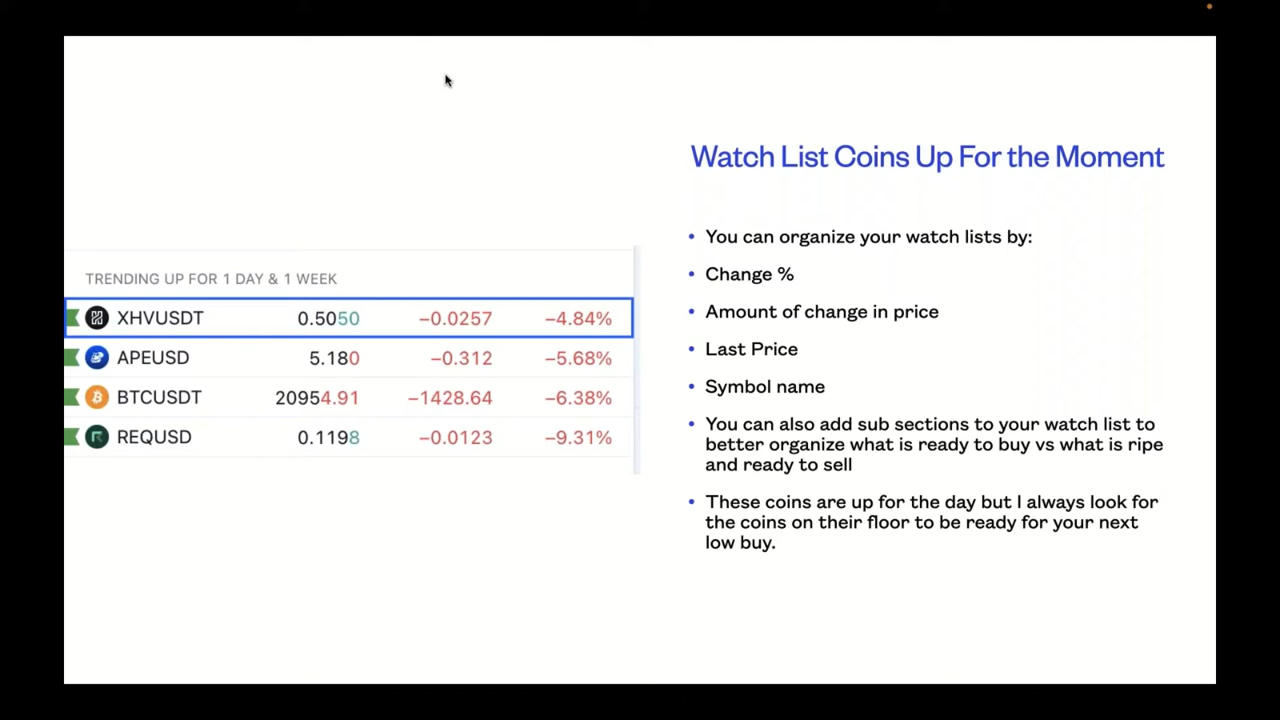 Watch List Coins Up For the Moment
TRENDING UP FOR 1 DAY & 1 WEEK
XHVUSDT 0.5050 −0.0257 −4.84%
APEUSD 5.180 −0.312 −5.68%
BTCUSDT 20954.91 −1428.64 −6.38%
REQUSD 0.1198 −0.0123 −9.31%
• You can organize your watch lists by:
• Change %
• Amount of change in price
• Last Price
• Symbol name
• You can also add sub sections to your watch list to
better organize what is ready to buy vs what is ripe
and ready to sell
• These coins are up for the day but I always look for
the coins on their floor to be ready for your next
low buy.